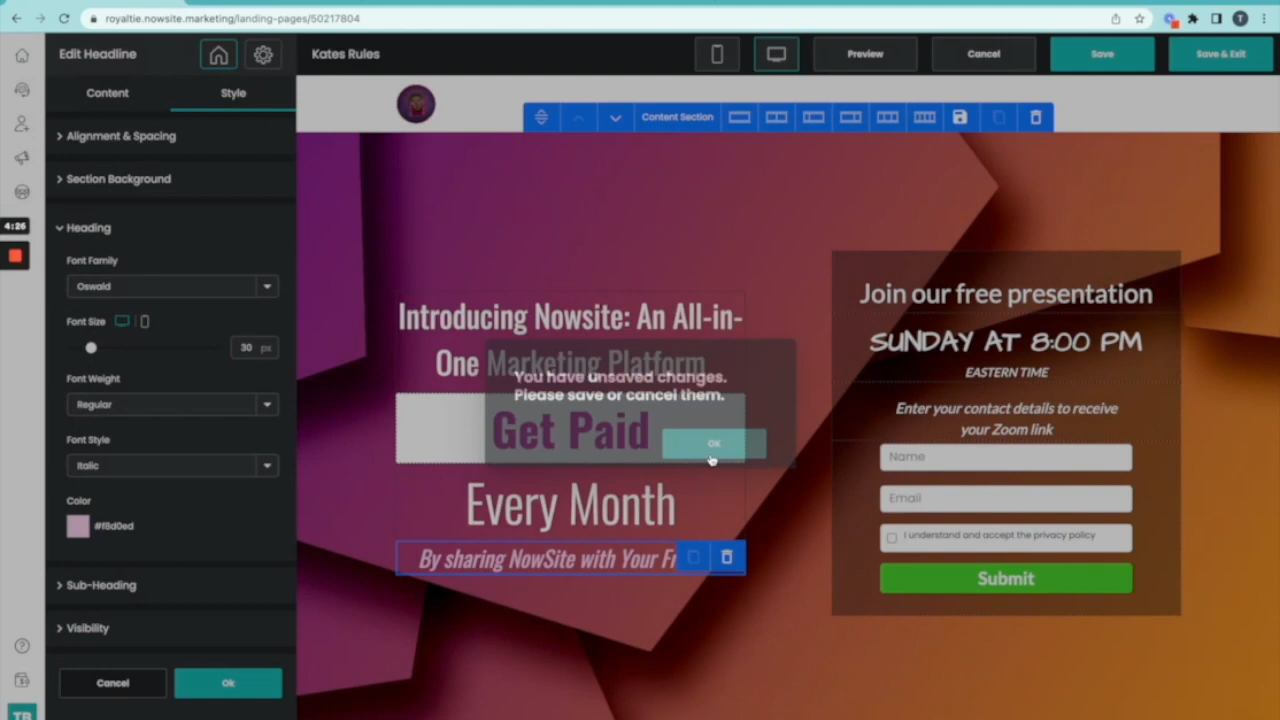 royaltie.nowsite.marketing/landing-pages/50217804
T
Edit Headline
Kates Rules
Preview
Cancel
Save
Save & Exit
Content
Style
Content Section
Alignment & Spacing
Section Background
4:26
Heading
Font Family
Oswald
Font Size
30 px
Font Weight
Regular
Font Style
Italic
Color
#f8d0ed
Sub-Heading
Visibility
Cancel
Ok
TB
Introducing Nowsite: An All-in-
One Marketing Platform
You have unsaved changes.
Please save or cancel them.
OK
Get Paid
Every Month
By sharing NowSite with Your Fr
Join our free presentation
SUNDAY AT 8:00 PM
EASTERN TIME
Enter your contact details to receive
your Zoom link
Name
Email
I understand and accept the privacy policy
Submit